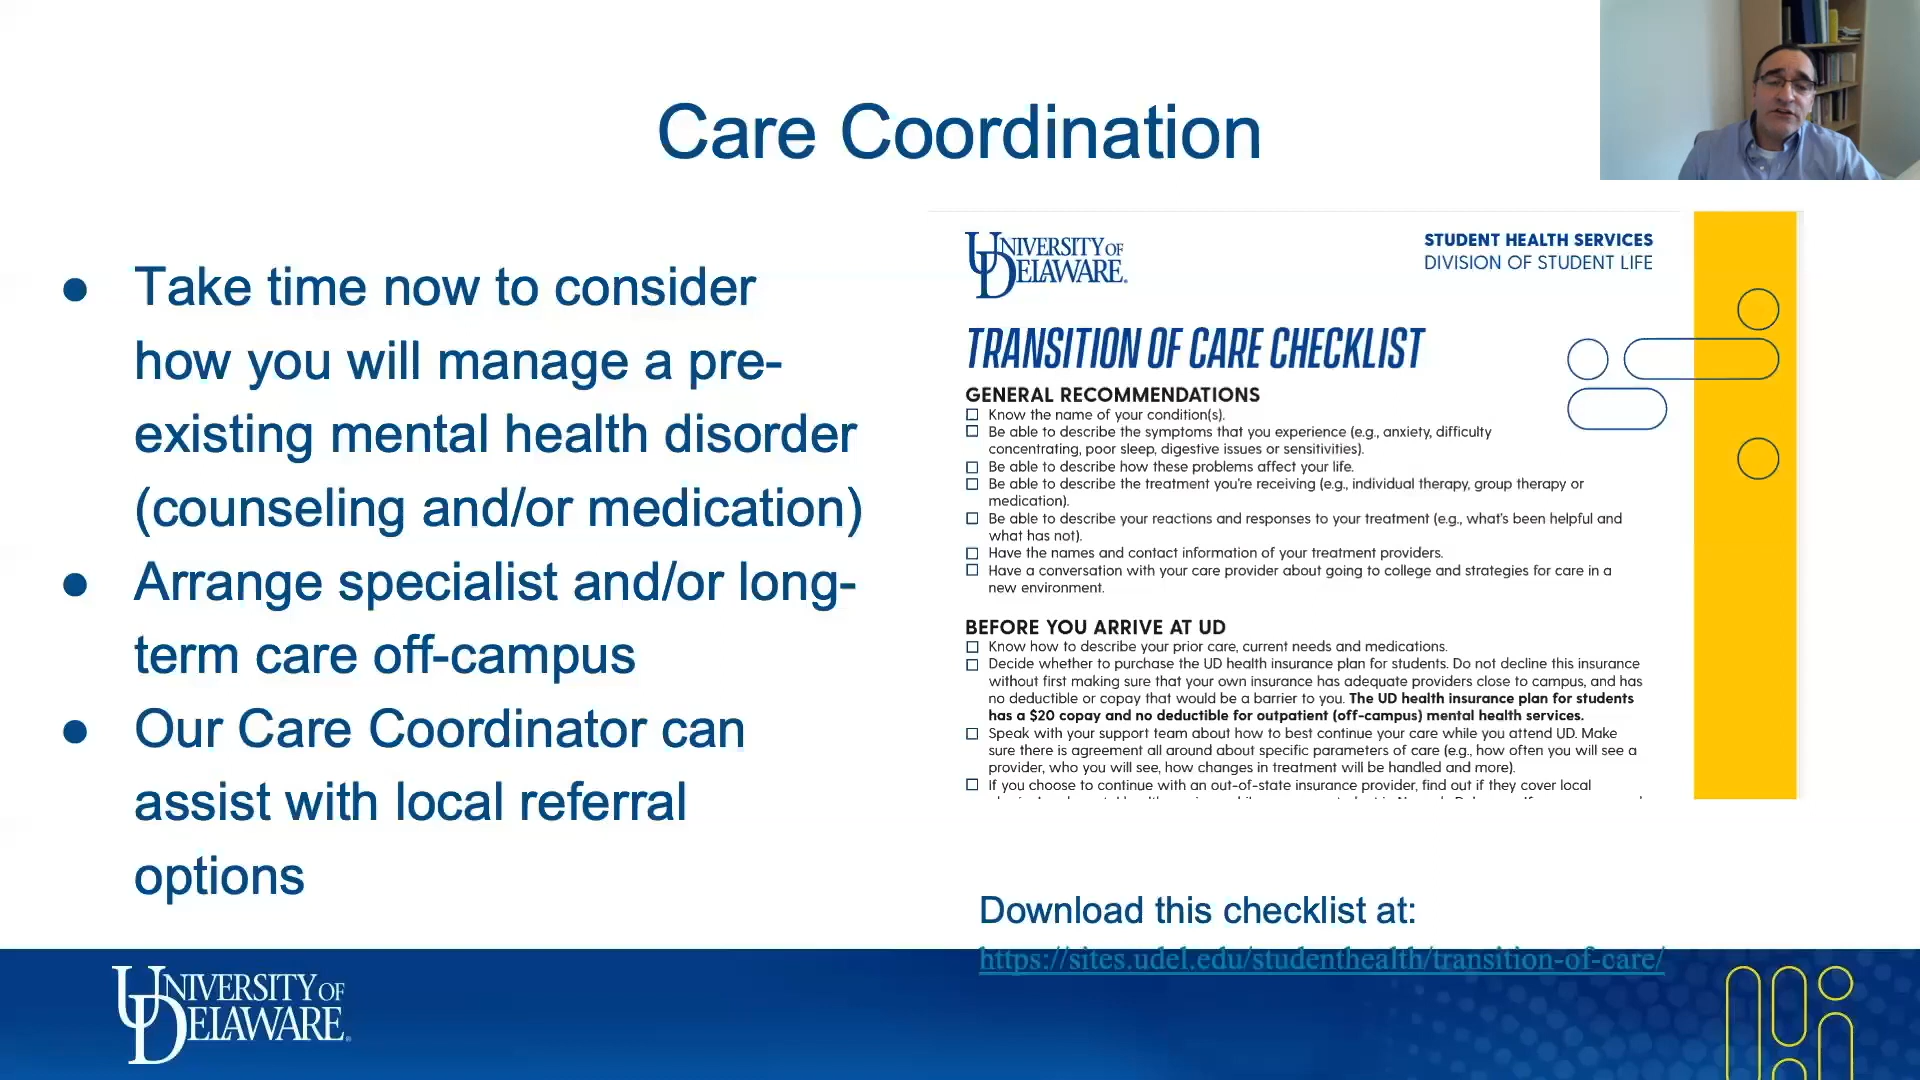 Care Coordination
● Take time now to consider
how you will manage a pre-
existing mental health disorder
(counseling and/or medication)
● Arrange specialist and/or long-
term care off-campus
● Our Care Coordinator can
assist with local referral
options
UNIVERSITY OF
DELAWARE.
STUDENT HEALTH SERVICES
DIVISION OF STUDENT LIFE
TRANSITION OF CARE CHECKLIST
GENERAL RECOMMENDATIONS
Know the name of your condition(s).
Be able to describe the symptoms that you experience (e.g., anxiety, difficulty
concentrating, poor sleep, digestive issues or sensitivities).
Be able to describe how these problems affect your life.
Be able to describe the treatment you're receiving (e.g., individual therapy, group therapy or
medication).
Be able to describe your reactions and responses to your treatment (e.g., what's been helpful and
what has not).
Have the names and contact information of your treatment providers.
Have a conversation with your care provider about going to college and strategies for care in a
new environment.
BEFORE YOU ARRIVE AT UD
Know how to describe your prior care, current needs and medications.
Decide whether to purchase the UD health insurance plan for students. Do not decline this insurance
without first making sure that your own insurance has adequate providers close to campus, and has
no deductible or copay that would be a barrier to you. The UD health insurance plan for students
has a $20 copay and no deductible for outpatient (off-campus) mental health services.
Speak with your support team about how to best continue your care while you attend UD. Make
sure there is agreement all around about specific parameters of care (e.g., how often you will see a
provider, who you will see, how changes in treatment will be handled and more).
If you choose to continue with an out-of-state insurance provider, find out if they cover local
Download this checklist at:
https://sites.udel.edu/studenthealth/transition-of-care/
UNIVERSITY OF
DELAWARE.